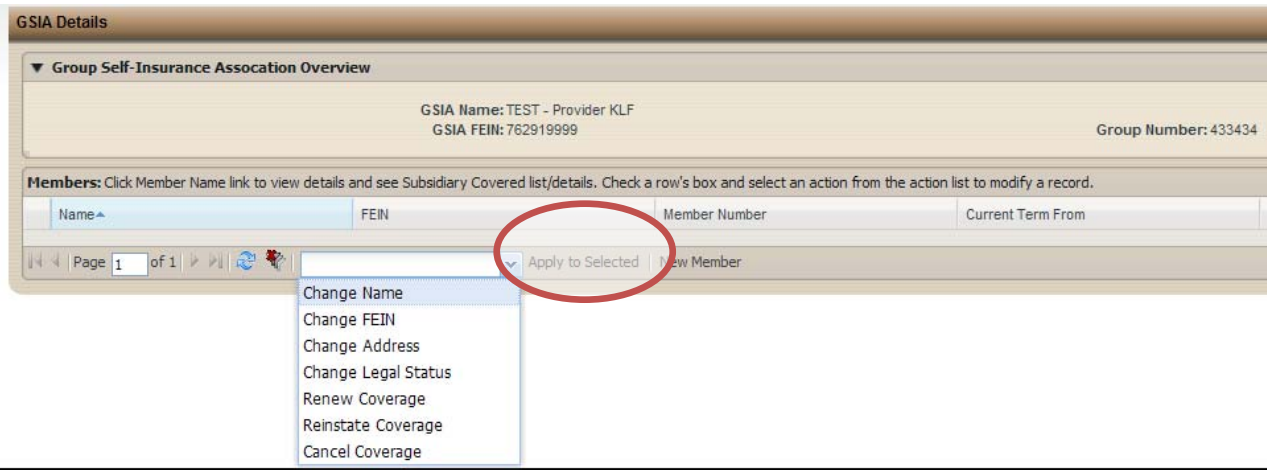 GSIA Details
Group Self-Insurance Assocation Overview
GSIA Name: TEST - Provider KLF
GSIA FEIN: 762919999 Group Number: 433434
Members: Click Member Name link to view details and see Subsidiary Covered list/details. Check a row's box and select an action from the action list to modify a record.
Name FEIN Member Number Current Term From
Page 1 of 1 Apply to Selected New Member
Change Name
Change FEIN
Change Address
Change Legal Status
Renew Coverage
Reinstate Coverage
Cancel Coverage